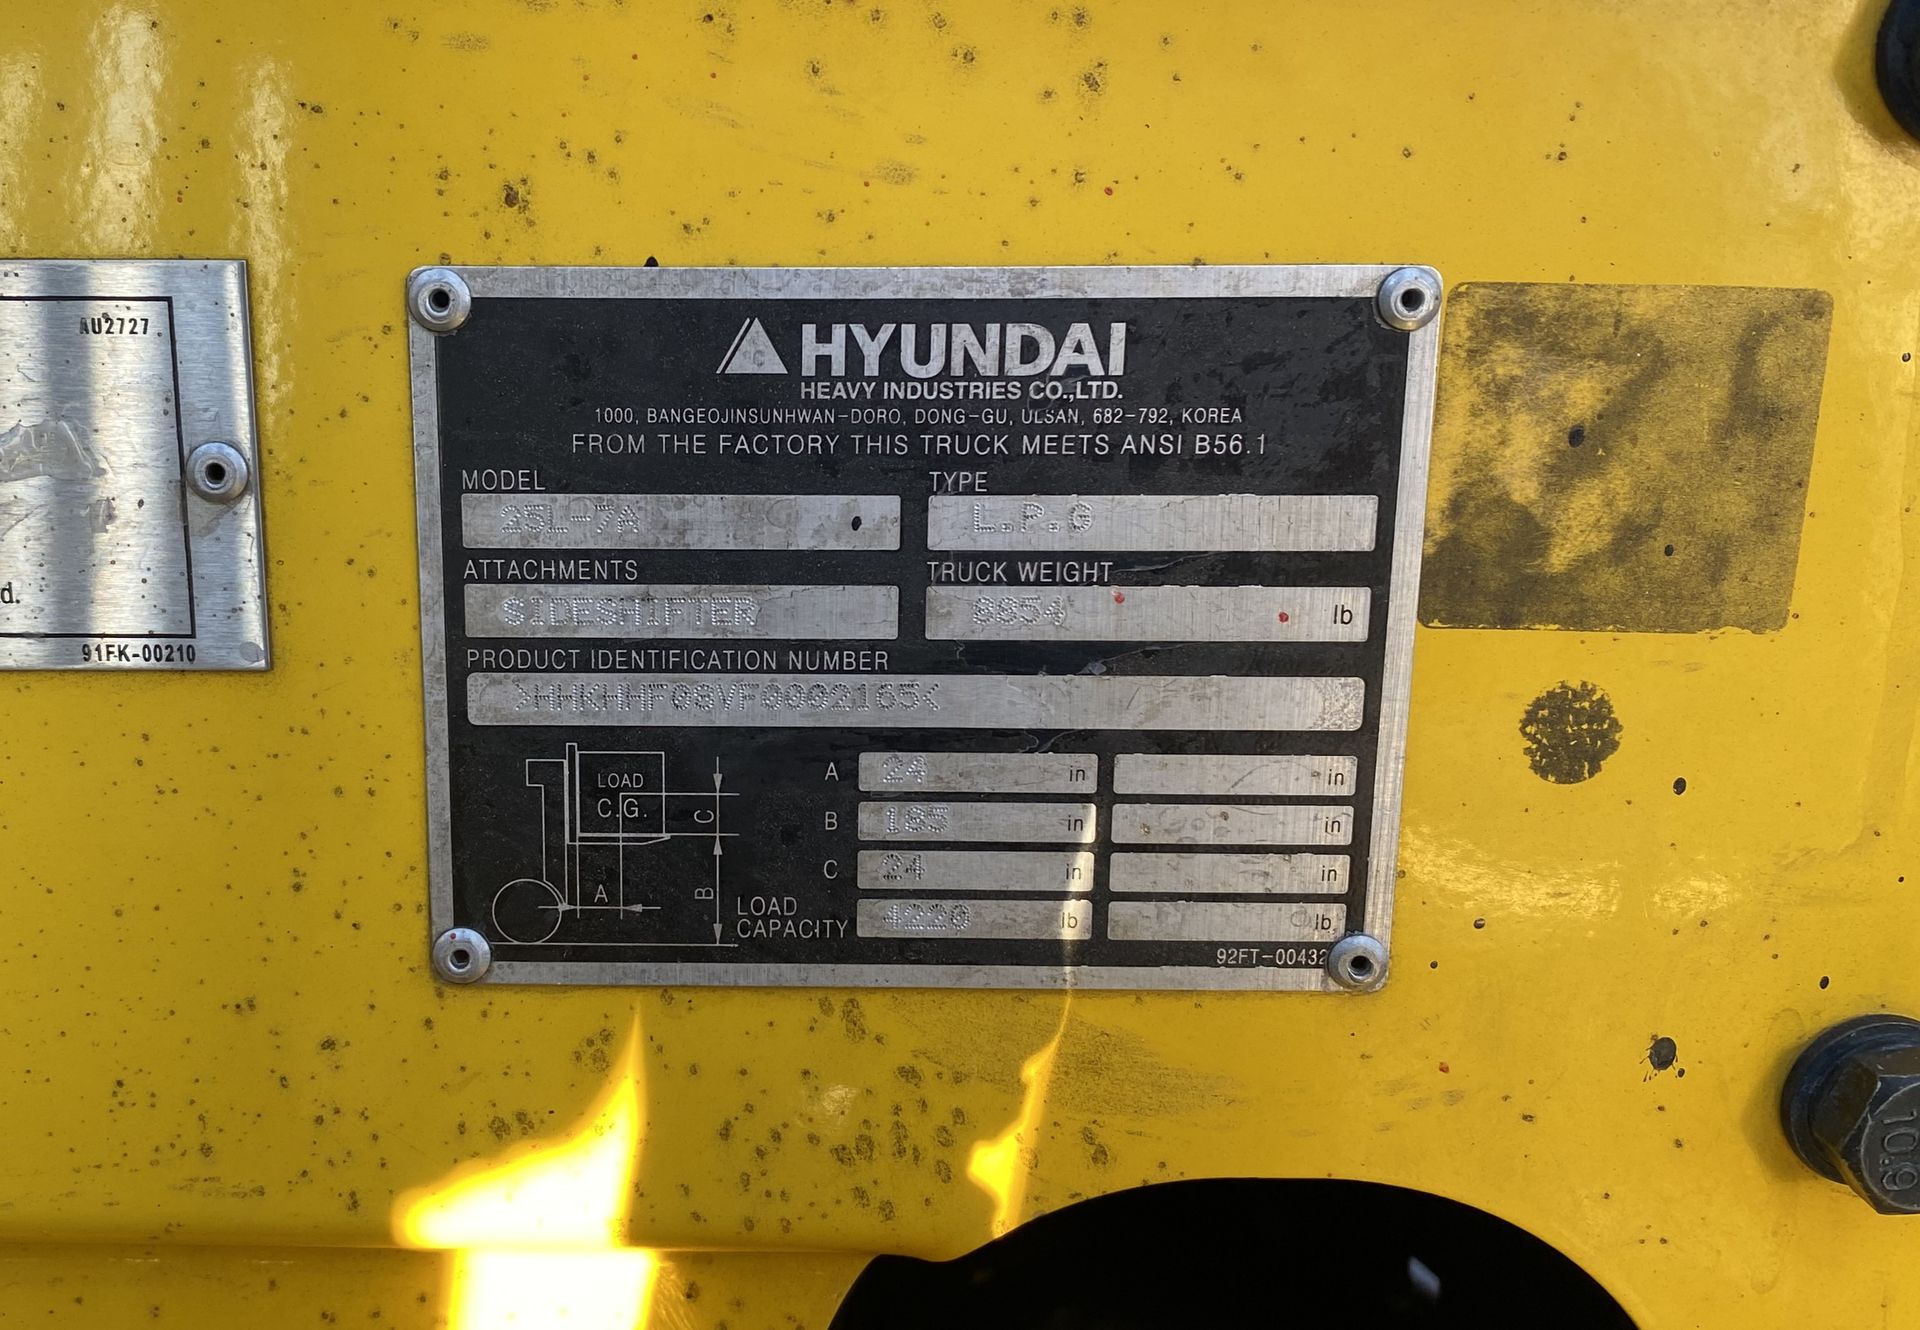 AU2727
d.
91FK-00210
HYUNDAI
HEAVY INDUSTRIES CO.,LTD.
1000, BANGEOJINSUNHWAN-DORO, DONG-GU, ULSAN, 682-792, KOREA
FROM THE FACTORY THIS TRUCK MEETS ANSI B56.1
MODEL TYPE
25L-7A L.P.G
ATTACHMENTS TRUCK WEIGHT
SIDESHIFTER 8854 lb
PRODUCT IDENTIFICATION NUMBER
>HHKHHF08VF0002165<
LOAD
C.G.
C
A
B
A 24 in in
B 185 in in
C 24 in in
LOAD CAPACITY 4220 lb lb
92FT-00432
10.9